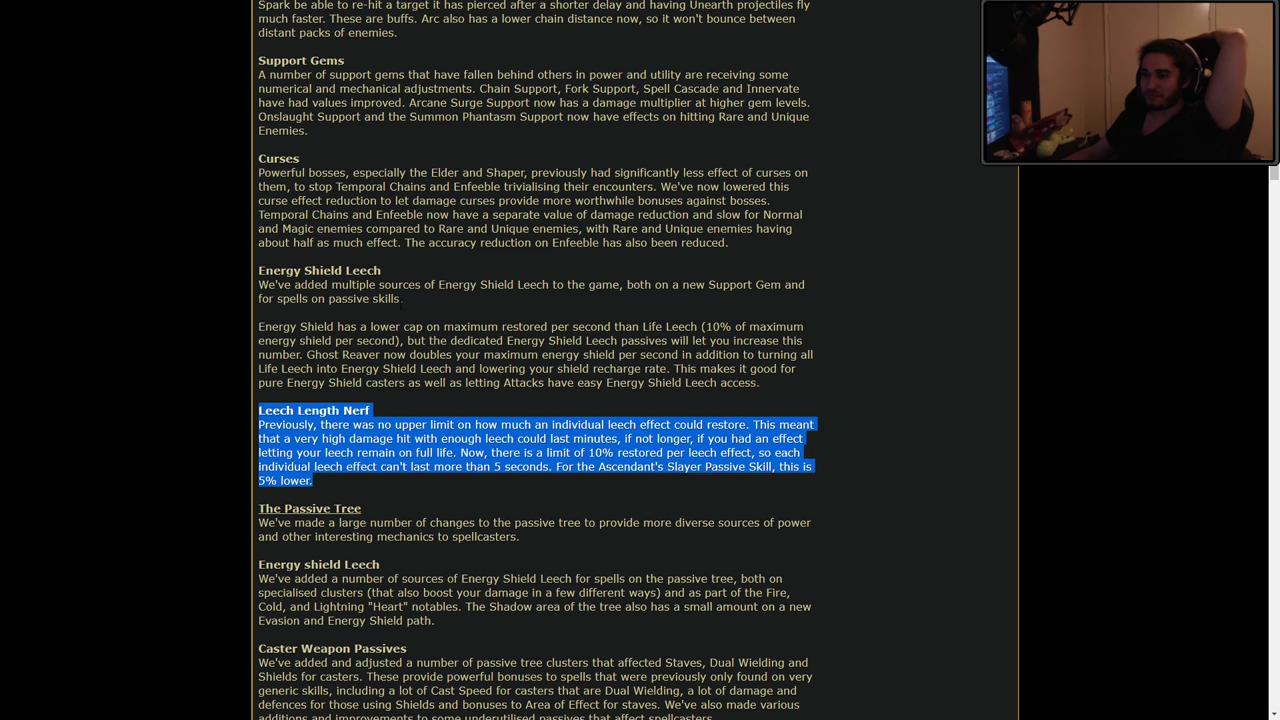 Spark be able to re-hit a target it has pierced after a shorter delay and having Unearth projectiles fly
much faster. These are buffs. Arc also has a lower chain distance now, so it won't bounce between
distant packs of enemies.
Support Gems
A number of support gems that have fallen behind others in power and utility are receiving some
numerical and mechanical adjustments. Chain Support, Fork Support, Spell Cascade and Innervate
have had values improved. Arcane Surge Support now has a damage multiplier at higher gem levels.
Onslaught Support and the Summon Phantasm Support now have effects on hitting Rare and Unique
Enemies.
Curses
Powerful bosses, especially the Elder and Shaper, previously had significantly less effect of curses on
them, to stop Temporal Chains and Enfeeble trivialising their encounters. We've now lowered this
curse effect reduction to let damage curses provide more worthwhile bonuses against bosses.
Temporal Chains and Enfeeble now have a separate value of damage reduction and slow for Normal
and Magic enemies compared to Rare and Unique enemies, with Rare and Unique enemies having
about half as much effect. The accuracy reduction on Enfeeble has also been reduced.
Energy Shield Leech
We've added multiple sources of Energy Shield Leech to the game, both on a new Support Gem and
for spells on passive skills.
Energy Shield has a lower cap on maximum restored per second than Life Leech (10% of maximum
energy shield per second), but the dedicated Energy Shield Leech passives will let you increase this
number. Ghost Reaver now doubles your maximum energy shield per second in addition to turning all
Life Leech into Energy Shield Leech and lowering your shield recharge rate. This makes it good for
pure Energy Shield casters as well as letting Attacks have easy Energy Shield Leech access.
Leech Length Nerf
Previously, there was no upper limit on how much an individual leech effect could restore. This meant
that a very high damage hit with enough leech could last minutes, if not longer, if you had an effect
letting your leech remain on full life. Now, there is a limit of 10% restored per leech effect, so each
individual leech effect can't last more than 5 seconds. For the Ascendant's Slayer Passive Skill, this is
5% lower.
The Passive Tree
We've made a large number of changes to the passive tree to provide more diverse sources of power
and other interesting mechanics to spellcasters.
Energy shield Leech
We've added a number of sources of Energy Shield Leech for spells on the passive tree, both on
specialised clusters (that also boost your damage in a few different ways) and as part of the Fire,
Cold, and Lightning "Heart" notables. The Shadow area of the tree also has a small amount on a new
Evasion and Energy Shield path.
Caster Weapon Passives
We've added and adjusted a number of passive tree clusters that affected Staves, Dual Wielding and
Shields for casters. These provide powerful bonuses to spells that were previously only found on very
generic skills, including a lot of Cast Speed for casters that are Dual Wielding, a lot of damage and
defences for those using Shields and bonuses to Area of Effect for staves. We've also made various
additions and improvements to some underutilised passives that affect spellcasters.